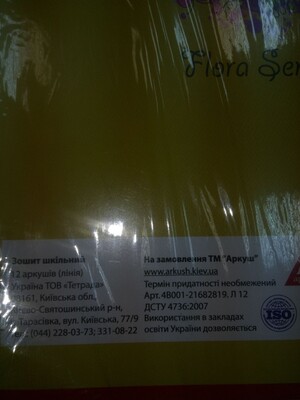 Flora Ser
Зошит шкільний
12 аркушів (лінія)
Україна ТОВ "Тетрада"
Київська обл.,
Святошинський р-н,
Тарасівка, вул. Київська, 77/9
(044) 228-03-73; 331-08-22
На замовлення ТМ "Аркуш"
www.arkush.kiev.ua
Термін придатності необмежений
Арт. 4В001-21682819. Л 12
ДСТУ 4736:2007
Використання в закладах
освіти України дозволяється
ISO